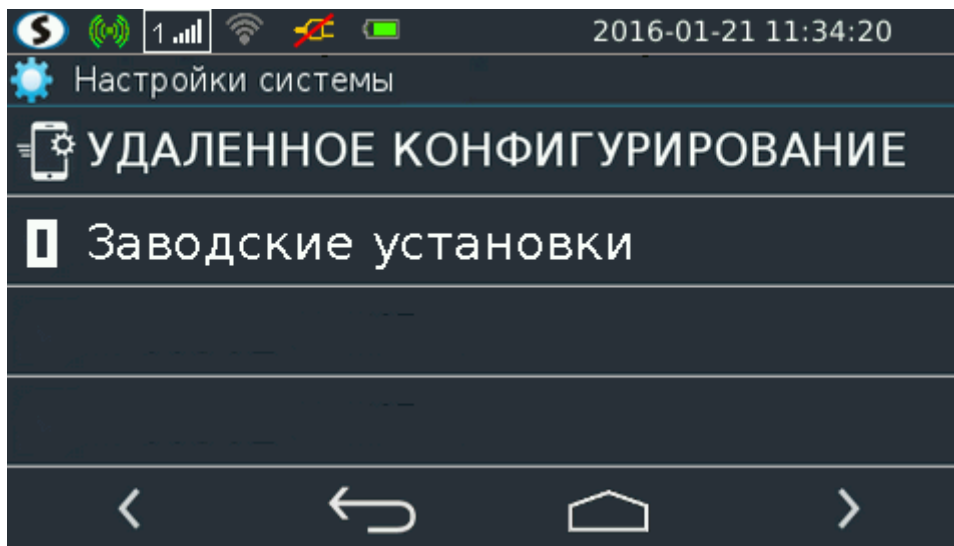 S 1 2016-01-21 11:34:20
Настройки системы
УДАЛЕННОЕ КОНФИГУРИРОВАНИЕ
Заводские установки